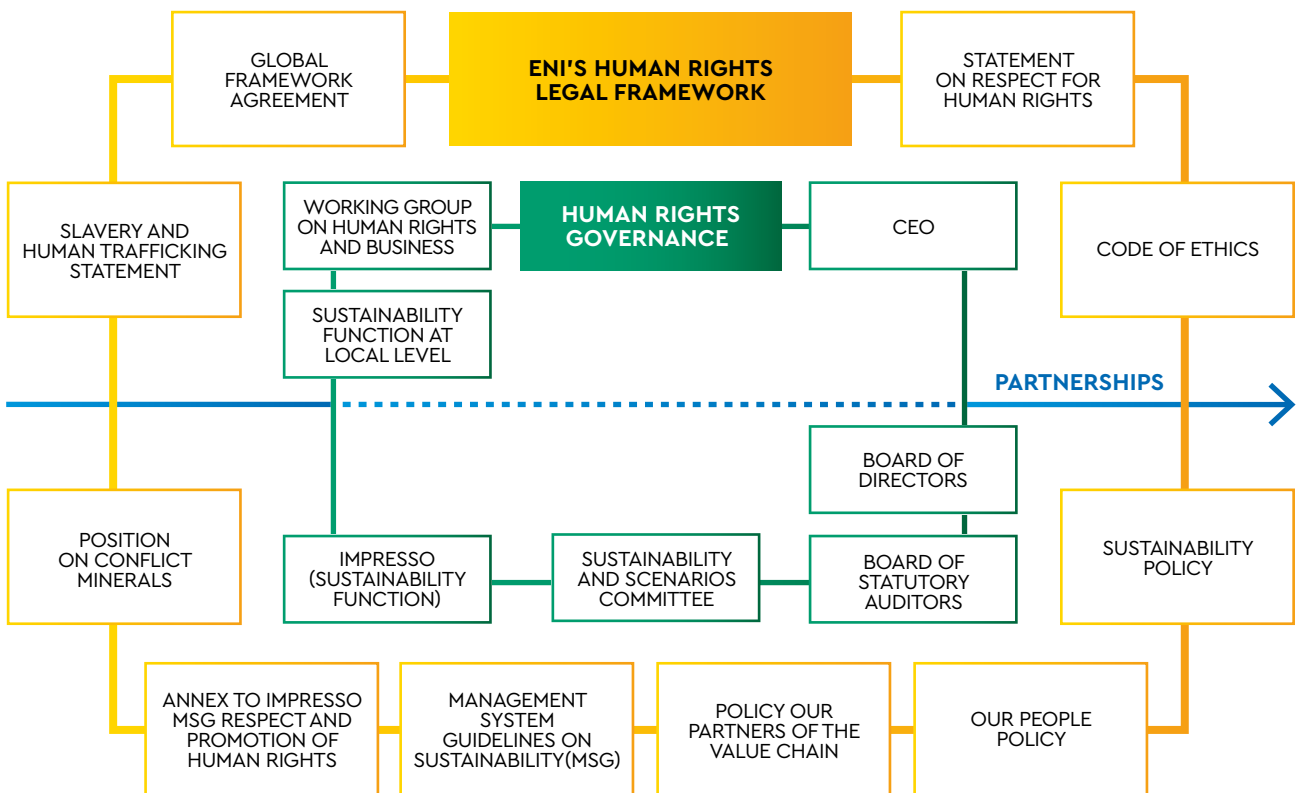 GLOBAL
FRAMEWORK
AGREEMENT
ENI'S HUMAN RIGHTS
LEGAL FRAMEWORK
STATEMENT
ON RESPECT FOR
HUMAN RIGHTS
SLAVERY AND
HUMAN TRAFFICKING
STATEMENT
WORKING GROUP
ON HUMAN RIGHTS
AND BUSINESS
HUMAN RIGHTS
GOVERNANCE
CEO
CODE OF ETHICS
SUSTAINABILITY
FUNCTION AT
LOCAL LEVEL
PARTNERSHIPS
BOARD OF
DIRECTORS
POSITION
ON CONFLICT
MINERALS
IMPRESSO
(SUSTAINABILITY
FUNCTION)
SUSTAINABILITY
AND SCENARIOS
COMMITTEE
BOARD OF
STATUTORY
AUDITORS
SUSTAINABILITY
POLICY
ANNEX TO IMPRESSO
MSG RESPECT AND
PROMOTION OF
HUMAN RIGHTS
MANAGEMENT
SYSTEM
GUIDELINES ON
SUSTAINABILITY(MSG)
POLICY OUR
PARTNERS OF THE
VALUE CHAIN
OUR PEOPLE
POLICY